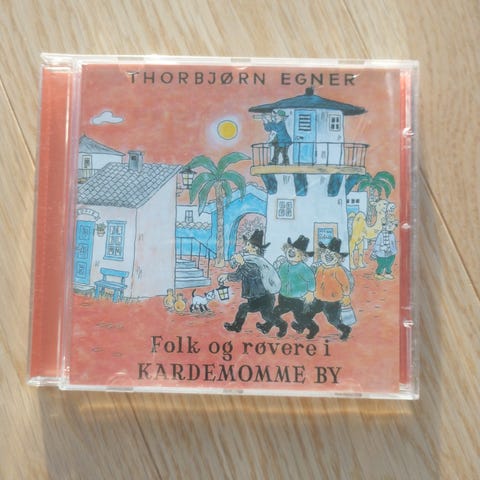 THORBJØRN EGNER
Folk og røvere i
KARDEMOMME BY